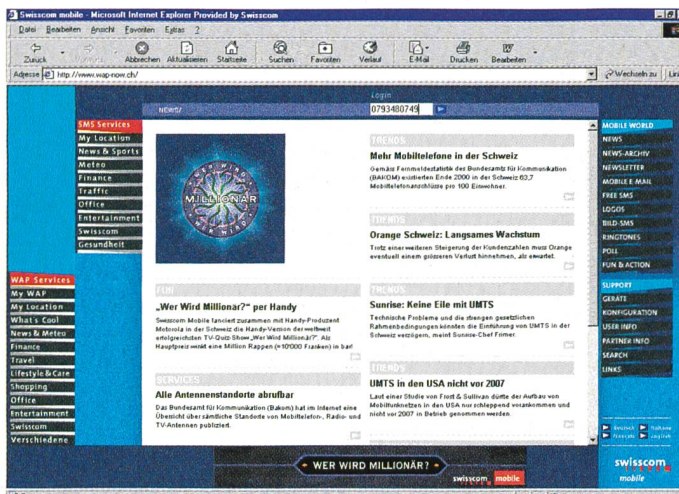 Swisscom mobile - Microsoft Internet Explorer Provided by Swisscom
Datei Bearbeiten Ansicht Favoriten Extras ?
Zurück Abbrechen Aktualisieren Startseite Suchen Favoriten Verlauf E-Mail Drucken Bearbeiten
Adresse http://www.wap-now.ch/ Wechseln zu
Login
NEWS! 0793480749
SMS Services
My Location
News & Sports
Meteo
Finance
Traffic
Office
Entertainment
Swisscom
Gesundheit
WAP Services
My WAP
My Location
What's Cool
News & Meteo
Finance
Travel
Lifestyle & Care
Shopping
Office
Entertainment
Swisscom
Verschiedene
WER WIRD
MILLIONÄR
FUN
„Wer Wird Millionär?" per Handy
Swisscom Mobile lanciert zusammen mit Handy-Produzent
Motorola in der Schweiz die Handy-Version der weltweit
erfolgreichsten TV-Quiz-Show „Wer Wird Millionär?". Als
Hauptpreis winkt eine Million Rappen (=10'000 Franken) in bar!
SERVICES
Alle Antennenstandorte abrufbar
Das Bundesamt für Kommunikation (Bakom) hat im Internet eine
Übersicht über sämtliche Standorte von Mobiltelefon-, Radio- und
TV-Antennen publiziert.
TRENDS
Mehr Mobiltelefone in der Schweiz
Gemäss Fernmeldestatistik des Bundesamts für Kommunikation
(BAKOM) existierten Ende 2000 in der Schweiz 63,7
Mobiltelefonanschlüsse pro 100 Einwohner.
TRENDS
Orange Schweiz: Langsames Wachstum
Trotz einer weiteren Steigerung der Kundenzahlen muss Orange
eventuell einen grösseren Verlust hinnehmen, als erwartet.
TRENDS
Sunrise: Keine Eile mit UMTS
Technische Probleme und die strengen gesetzlichen
Rahmenbedingungen könnten die Einführung von UMTS in der
Schweiz verzögern, meint Sunrise-Chef Frimer.
TRENDS
UMTS in den USA nicht vor 2007
Laut einer Studie von Frost & Sullivan dürfte der Aufbau von
Mobilfunknetzen in den USA nur schleppend vorankommen und
nicht vor 2007 in Betrieb genommen werden.
MOBILE WORLD
NEWS
NEWS-ARCHIV
NEWSLETTER
MOBILE E-MAIL
FREE SMS
LOGOS
BILD-SMS
RINGTONES
POLL
FUN & ACTION
SUPPORT
GERÄTE
KONFIGURATION
USER INFO
PARTNER INFO
SEARCH
LINKS
deutsch italiano
français english
WER WIRD MILLIONÄR?
swisscom mobile
swisscom
mobile